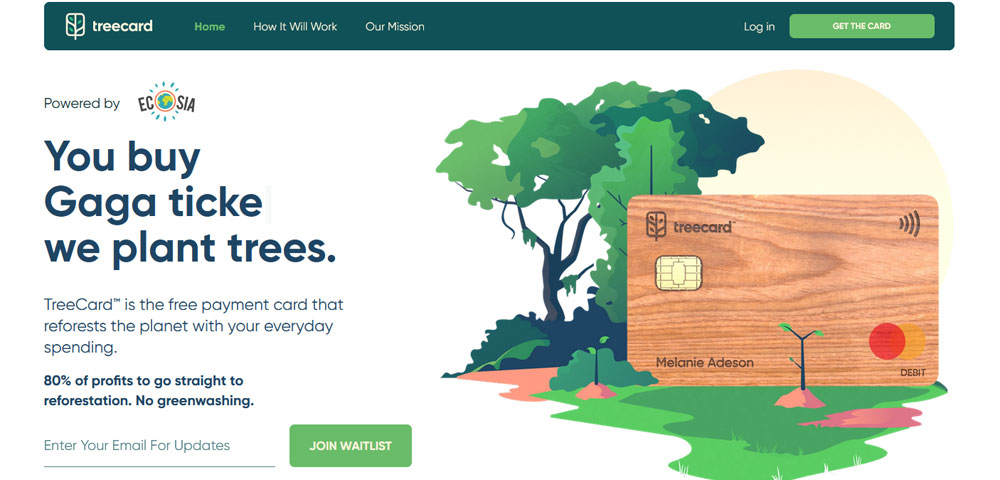 treecard
Home
How It Will Work
Our Mission
Log in
GET THE CARD
Powered by
ECOSIA
You buy
Gaga ticke
we plant trees.
TreeCard™ is the free payment card that
reforests the planet with your everyday
spending.
80% of profits to go straight to
reforestation. No greenwashing.
Enter Your Email For Updates
JOIN WAITLIST
treecard™
Melanie Adeson
DEBIT